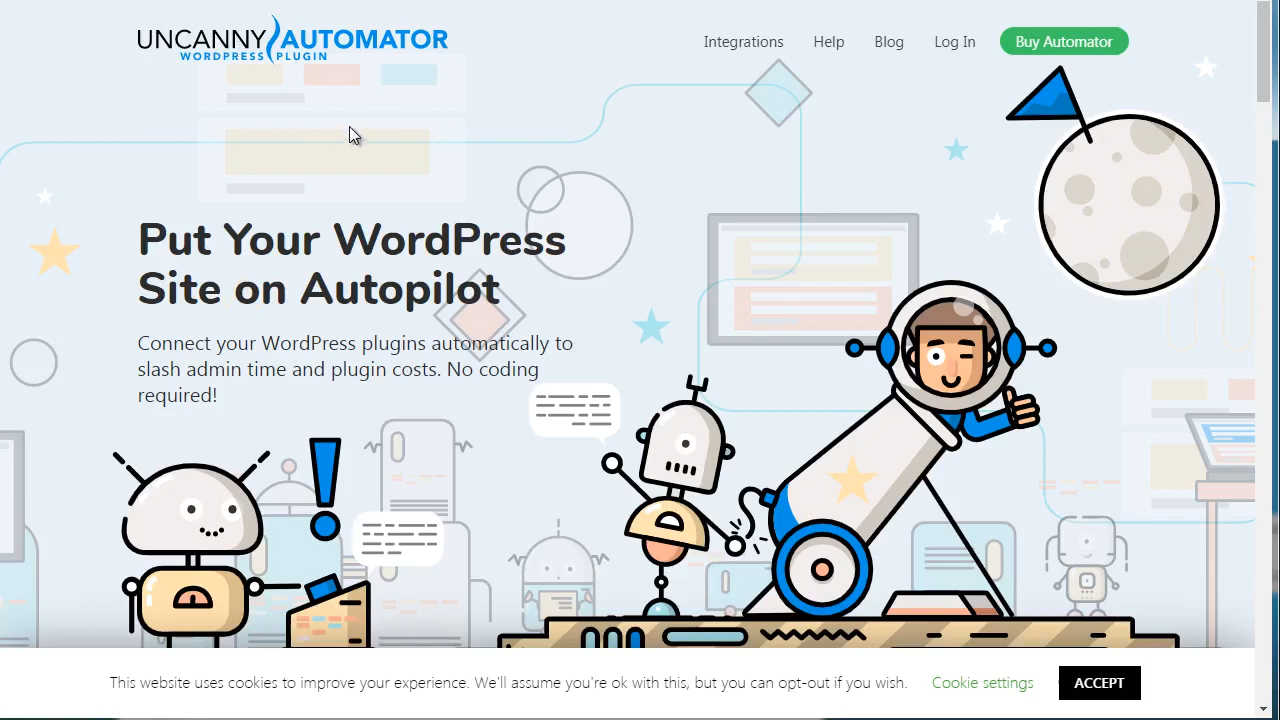 UNCANNY AUTOMATOR
WORDPRESS PLUGIN
Integrations
Help
Blog
Log In
Buy Automator
Put Your WordPress
Site on Autopilot
Connect your WordPress plugins automatically to
slash admin time and plugin costs. No coding
required!
This website uses cookies to improve your experience. We'll assume you're ok with this, but you can opt-out if you wish.
Cookie settings
ACCEPT